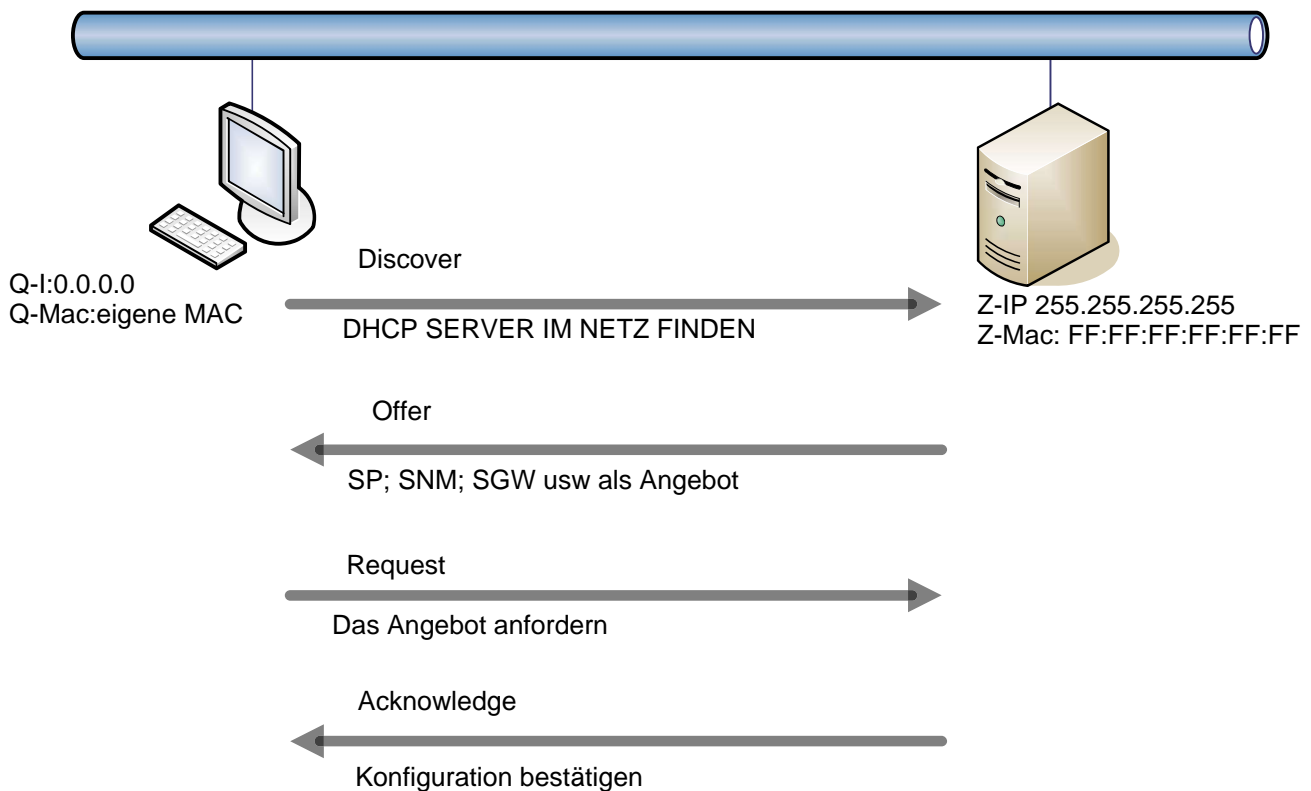 Discover
Q-I:0.0.0.0
Q-Mac:eigene MAC
Z-IP 255.255.255.255
Z-Mac: FF:FF:FF:FF:FF:FF
DHCP SERVER IM NETZ FINDEN
Offer
SP; SNM; SGW usw als Angebot
Request
Das Angebot anfordern
Acknowledge
Konfiguration bestätigen